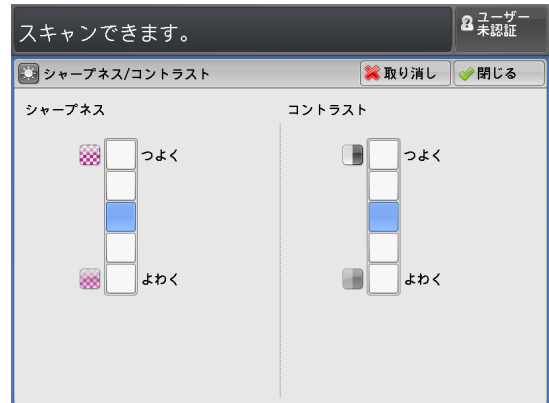 スキャンできます。
ユーザー
未認証
シャープネス/コントラスト
取り消し
閉じる
シャープネス
コントラスト
つよく
つよく
よわく
よわく